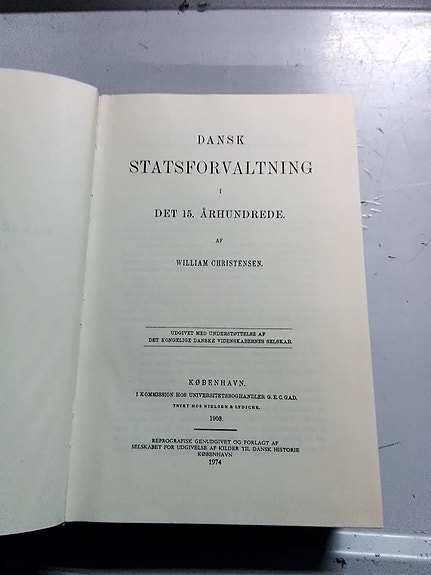 DANSK
STATSFORVALTNING
I
DET 15. ÅRHUNDREDE.
AF
WILLIAM CHRISTENSEN.
UDGIVET MED UNDERSTØTTELSE AF
DET KONGELIGE DANSKE VIDENSKABERNES SELSKAB.
KØBENHAVN.
I KOMMISSION HOS UNIVERSITETSBOGHANDLER G. E. C. GAD.
TRYKT HOS NIELSEN & LYDICHE.
1903.
REPROGRAFISK GENUDGIVET OG FORLAGT AF
SELSKABET FOR UDGIVELSE AF KILDER TIL DANSK HISTORIE
KØBENHAVN
1974